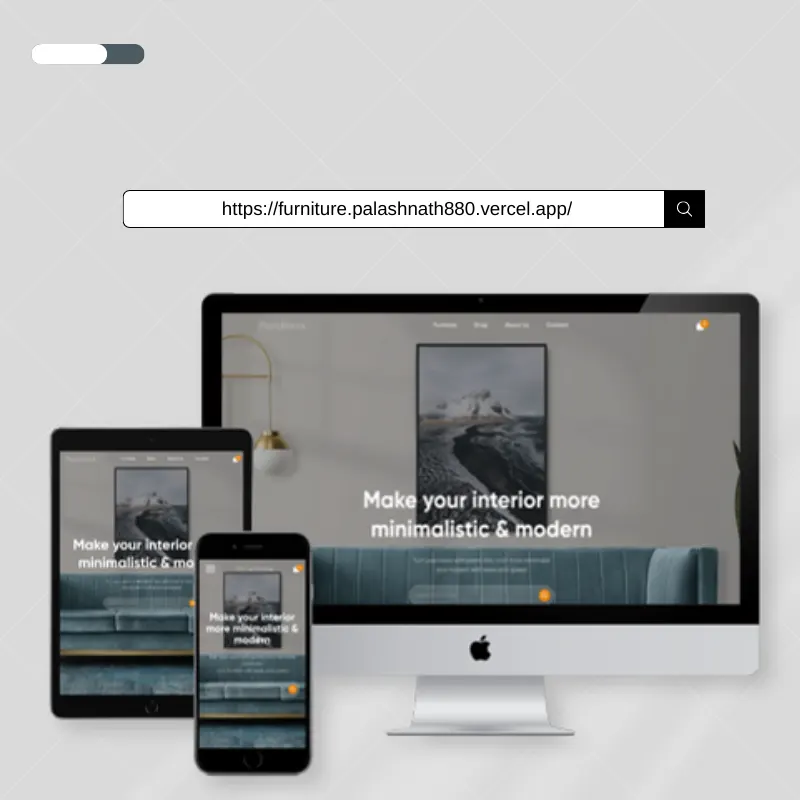 https://furniture.palashnath880.vercel.app/
Furniture Shop About Us Contact
Make your interior more
minimalistic & modern
Make your interior
minimalistic & mo
Make your interior
more minimalistic &
modern